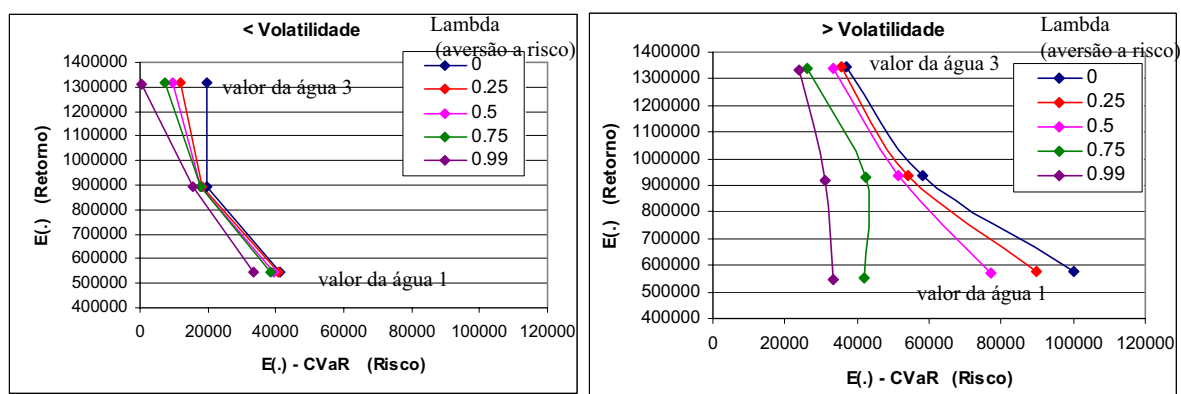 < Volatilidade
Lambda
(aversão a risco)
1400000
1300000
1200000
1100000
1000000
900000
800000
700000
600000
500000
400000
E(.) (Retorno)
valor da água 3
valor da água 1
0
0.25
0.5
0.75
0.99
0 20000 40000 60000 80000 100000 120000
E(.) - CVaR (Risco)
> Volatilidade
Lambda
(aversão a risco)
1400000
1300000
1200000
1100000
1000000
900000
800000
700000
600000
500000
400000
E(.) (Retorno)
valor da água 3
valor da água 1
0
0.25
0.5
0.75
0.99
0 20000 40000 60000 80000 100000 120000
E(.) - CVaR (Risco)